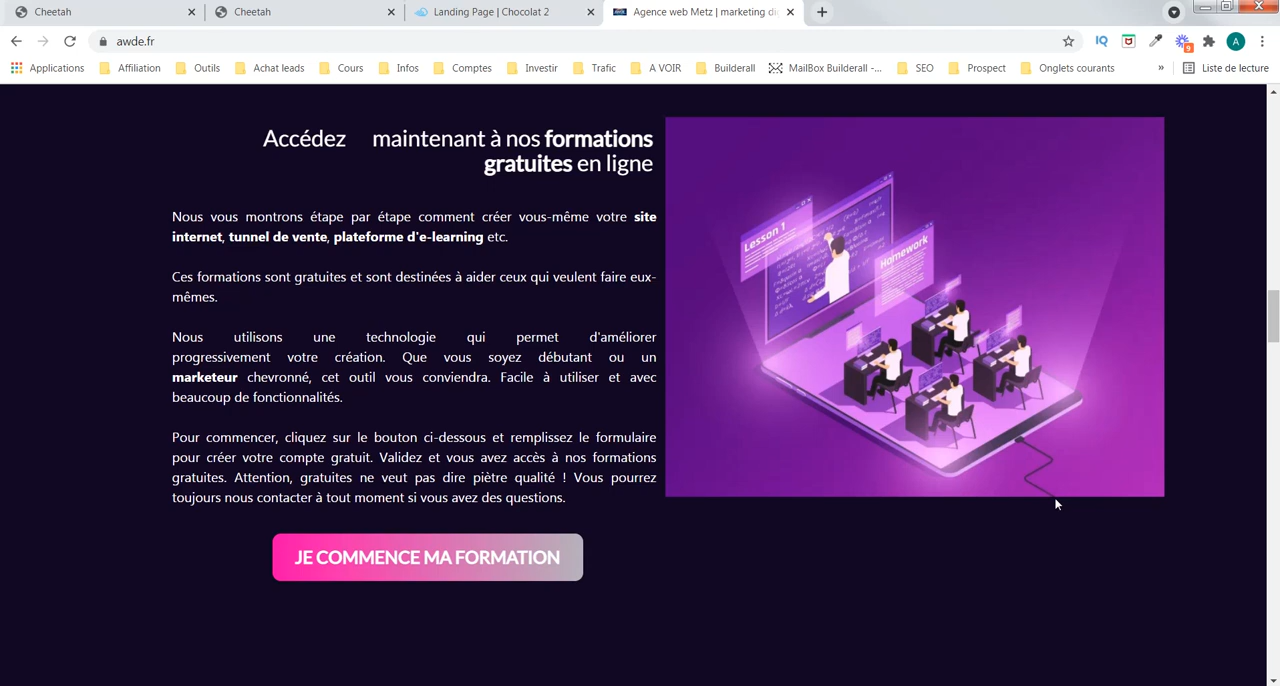 Cheetah
Cheetah
Landing Page | Chocolat 2
Agence web Metz | marketing di
awde.fr
Applications
Affiliation
Outils
Achat leads
Cours
Infos
Comptes
Investir
Trafic
A VOIR
Builderall
MailBox Builderall -...
SEO
Prospect
Onglets courants
»
Liste de lecture
IQ
9
A
Accédez maintenant à nos formations
gratuites en ligne
Nous vous montrons étape par étape comment créer vous-même votre site
internet, tunnel de vente, plateforme d'e-learning etc.
Ces formations sont gratuites et sont destinées à aider ceux qui veulent faire eux-
mêmes.
Nous utilisons une technologie qui permet d'améliorer
progressivement votre création. Que vous soyez débutant ou un
marketeur chevronné, cet outil vous conviendra. Facile à utiliser et avec
beaucoup de fonctionnalités.
Pour commencer, cliquez sur le bouton ci-dessous et remplissez le formulaire
pour créer votre compte gratuit. Validez et vous avez accès à nos formations
gratuites. Attention, gratuites ne veut pas dire piètre qualité ! Vous pourrez
toujours nous contacter à tout moment si vous avez des questions.
JE COMMENCE MA FORMATION
Lesson 1
Homework